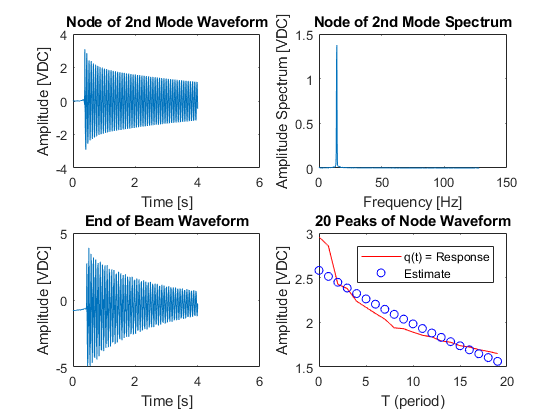 Node of 2nd Mode Waveform
Amplitude [VDC]
4
2
0
-2
-4
0
2
4
6
Time [s]
Node of 2nd Mode Spectrum
Amplitude Spectrum [VDC]
1.5
1
0.5
0
0
50
100
150
Frequency [Hz]
End of Beam Waveform
Amplitude [VDC]
5
0
-5
0
2
4
6
Time [s]
20 Peaks of Node Waveform
Amplitude [VDC]
3
2.5
2
1.5
q(t) = Response
Estimate
0
5
10
15
20
T (period)